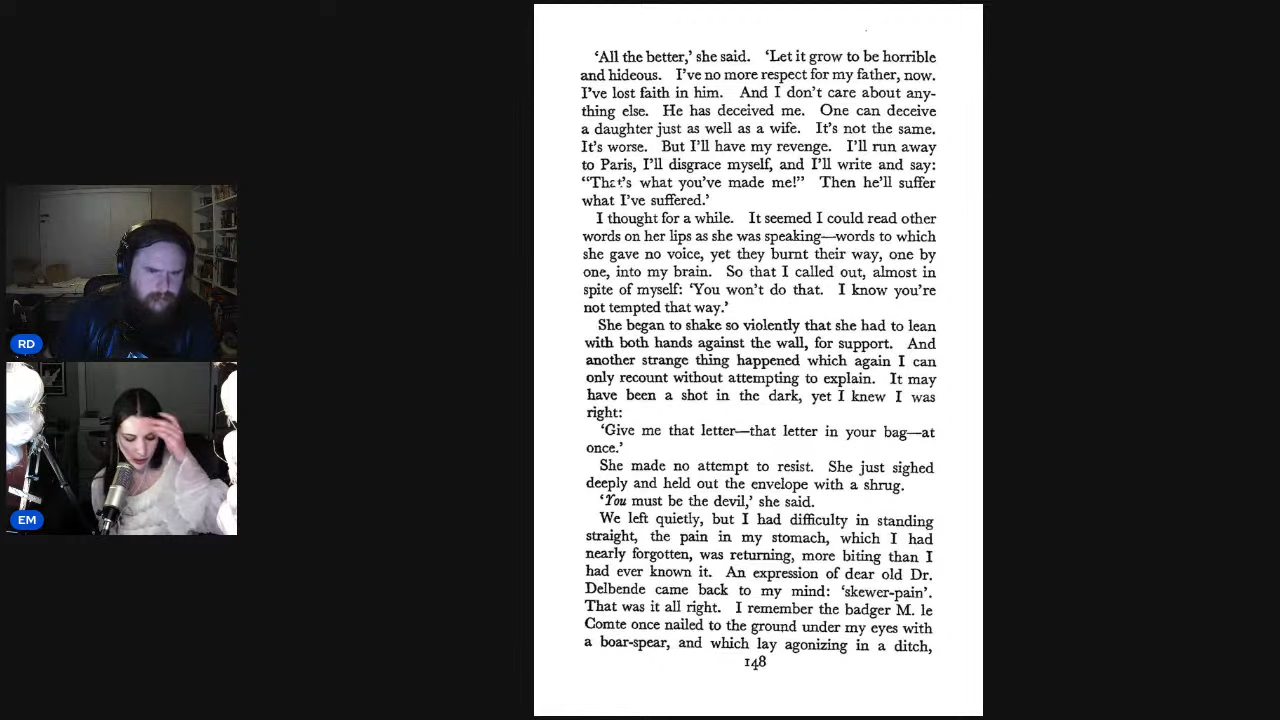 ‘All the better,’ she said. ‘Let it grow to be horrible
and hideous. I’ve no more respect for my father, now.
I’ve lost faith in him. And I don’t care about any-
thing else. He has deceived me. One can deceive
a daughter just as well as a wife. It’s not the same.
It’s worse. But I’ll have my revenge. I’ll run away
to Paris, I’ll disgrace myself, and I’ll write and say:
“That’s what you’ve made me!” Then he’ll suffer
what I’ve suffered.’
I thought for a while. It seemed I could read other
words on her lips as she was speaking—words to which
she gave no voice, yet they burnt their way, one by
one, into my brain. So that I called out, almost in
spite of myself: ‘You won’t do that. I know you’re
not tempted that way.’
She began to shake so violently that she had to lean
with both hands against the wall, for support. And
another strange thing happened which again I can
only recount without attempting to explain. It may
have been a shot in the dark, yet I knew I was
right:
‘Give me that letter—that letter in your bag—at
once.’
She made no attempt to resist. She just sighed
deeply and held out the envelope with a shrug.
‘You must be the devil,’ she said.
We left quietly, but I had difficulty in standing
straight, the pain in my stomach, which I had
nearly forgotten, was returning, more biting than I
had ever known it. An expression of dear old Dr.
Delbende came back to my mind: ‘skewer-pain’.
That was it all right. I remember the badger M. le
Comte once nailed to the ground under my eyes with
a boar-spear, and which lay agonizing in a ditch,
148
RD
EM